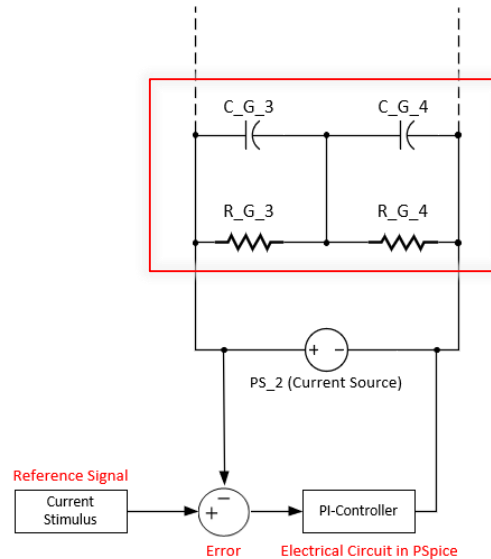 C_G_3 C_G_4
R_G_3 R_G_4
+ -
PS_2 (Current Source)
Reference Signal
Current
Stimulus
-
+
Error
PI-Controller
Electrical Circuit in PSpice